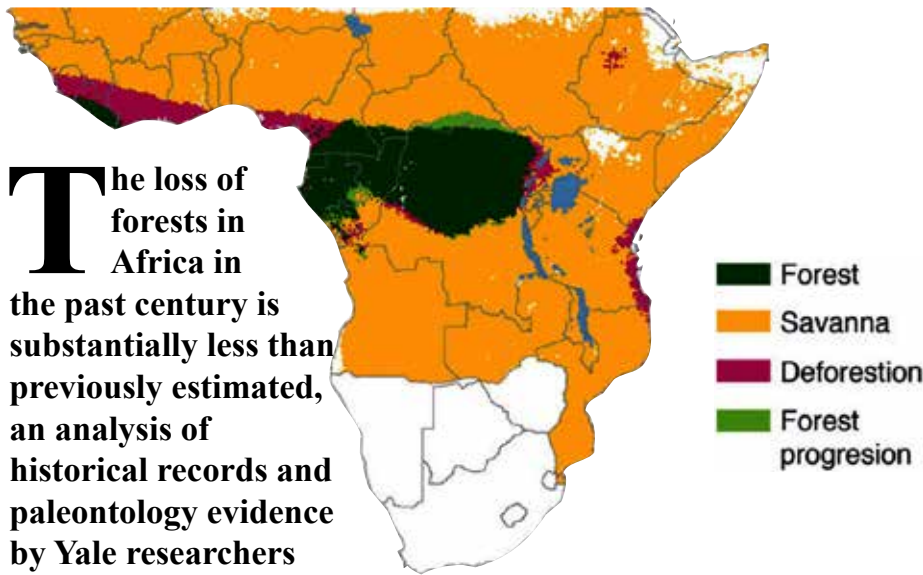 The loss of
forests in
Africa in
the past century is
substantially less than
previously estimated,
an analysis of
historical records and
paleontology evidence
by Yale researchers
Forest
Savanna
Deforestion
Forest
progresion